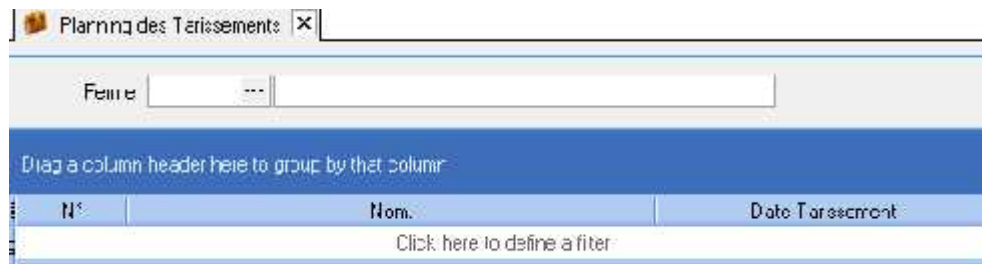 Planning des Tarissements
Ferme ...
Drag a column header here to group by that column
N° Nom. Date Tarissement
Click here to define a filter